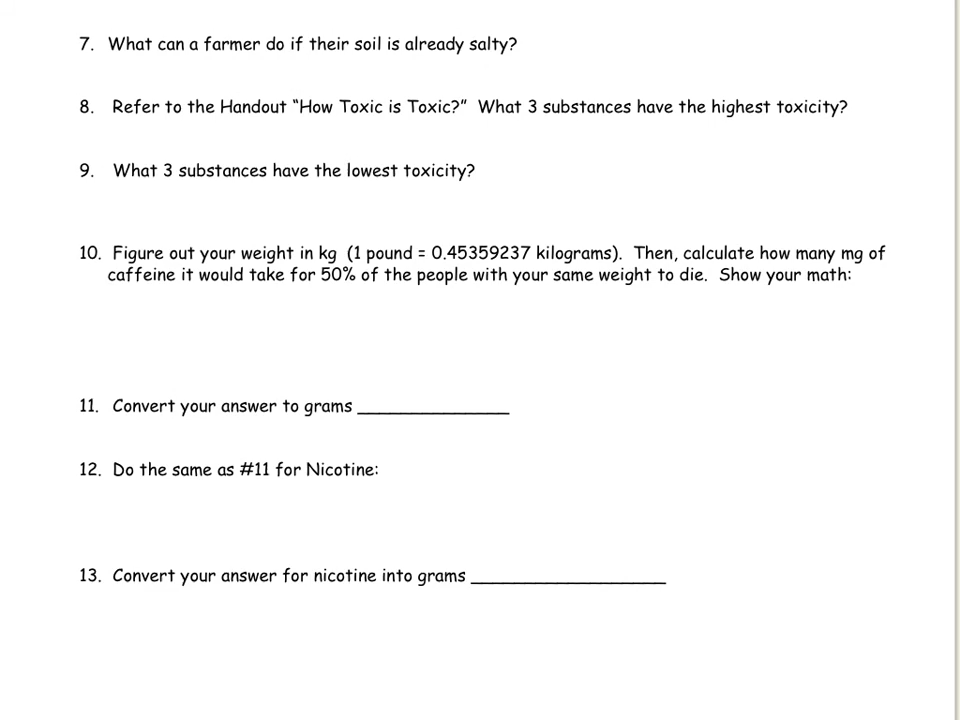 7. What can a farmer do if their soil is already salty?
8. Refer to the Handout “How Toxic is Toxic?” What 3 substances have the highest toxicity?
9. What 3 substances have the lowest toxicity?
10. Figure out your weight in kg (1 pound = 0.45359237 kilograms). Then, calculate how many mg of
caffeine it would take for 50% of the people with your same weight to die. Show your math:
11. Convert your answer to grams ______________
12. Do the same as #11 for Nicotine:
13. Convert your answer for nicotine into grams __________________